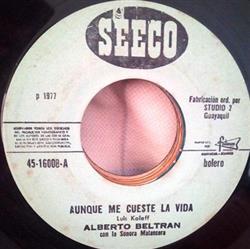 SEECO
p 1977
Fabricación ord. por
STUDIO 7
Guayaquil
45-16008-A
bolero
AUNQUE ME CUESTE LA VIDA
Luis Kalaff
ALBERTO BELTRAN
con la Sonora Matancera